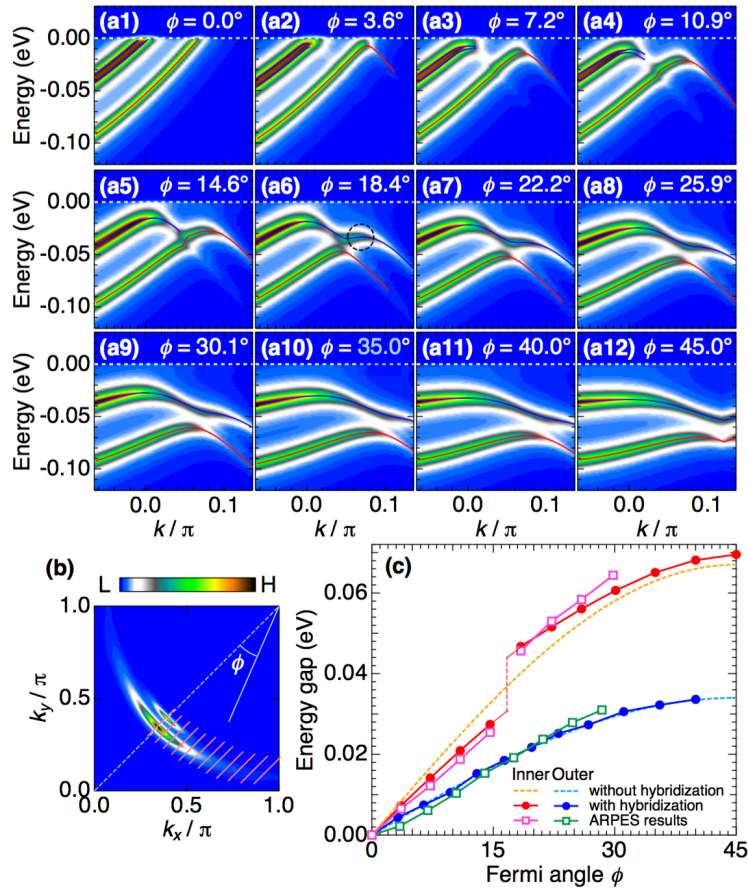 (a1) ϕ = 0.0°
(a2) ϕ = 3.6°
(a3) ϕ = 7.2°
(a4) ϕ = 10.9°
Energy (eV)
0.00
-0.05
-0.10
(a5) ϕ = 14.6°
(a6) ϕ = 18.4°
(a7) ϕ = 22.2°
(a8) ϕ = 25.9°
Energy (eV)
0.00
-0.05
-0.10
(a9) ϕ = 30.1°
(a10) ϕ = 35.0°
(a11) ϕ = 40.0°
(a12) ϕ = 45.0°
Energy (eV)
0.00
-0.05
-0.10
0.0 0.1 0.0 0.1 0.0 0.1 0.0 0.1
k / π k / π k / π k / π
(b)
L H
1.0
0.5
0.0
ky / π
ϕ
0.0 0.5 1.0
kx / π
(c)
Energy gap (eV)
0.06
0.04
0.02
0.00
Inner Outer
without hybridization
with hybridization
ARPES results
0 15 30 45
Fermi angle ϕ